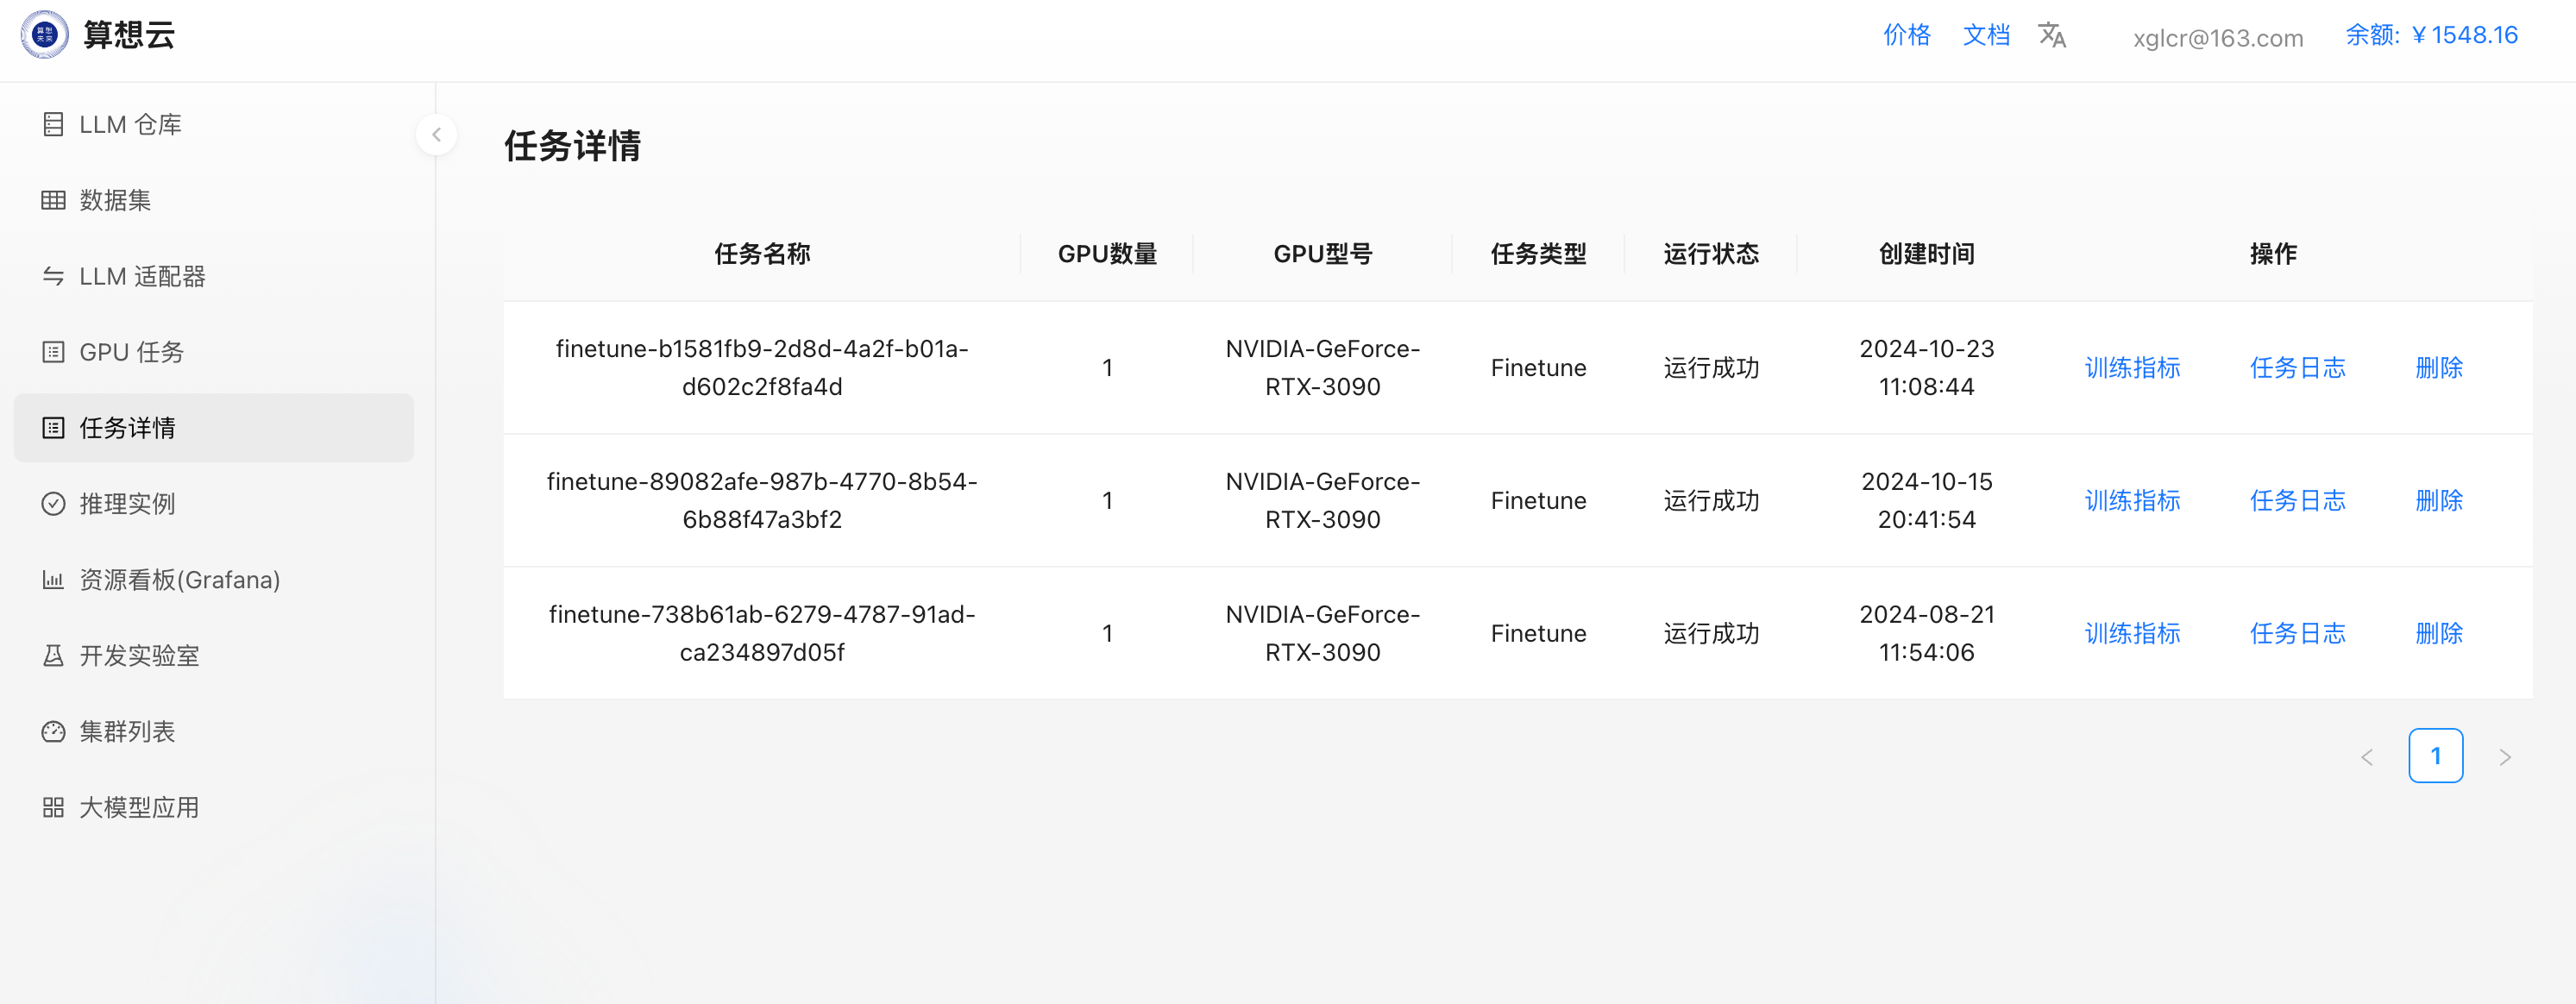 算想云
价格
文档
xglcr@163.com
余额: ￥1548.16
LLM 仓库
数据集
LLM 适配器
GPU 任务
任务详情
推理实例
资源看板(Grafana)
开发实验室
集群列表
大模型应用
任务详情
任务名称 GPU数量 GPU型号 任务类型 运行状态 创建时间 操作
finetune-b1581fb9-2d8d-4a2f-b01a-
d602c2f8fa4d
1
NVIDIA-GeForce-
RTX-3090
Finetune
运行成功
2024-10-23
11:08:44
训练指标 任务日志 删除
finetune-89082afe-987b-4770-8b54-
6b88f47a3bf2
1
NVIDIA-GeForce-
RTX-3090
Finetune
运行成功
2024-10-15
20:41:54
训练指标 任务日志 删除
finetune-738b61ab-6279-4787-91ad-
ca234897d05f
1
NVIDIA-GeForce-
RTX-3090
Finetune
运行成功
2024-08-21
11:54:06
训练指标 任务日志 删除
1